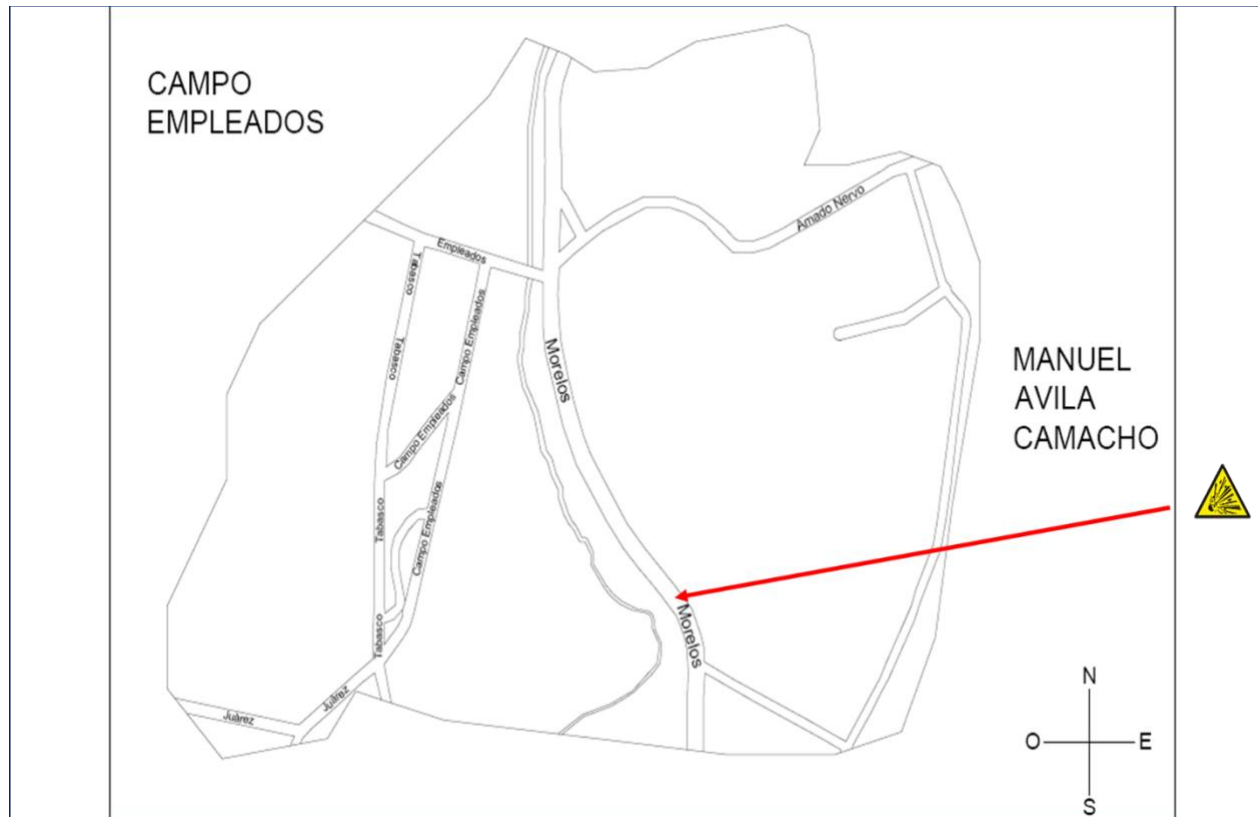 CAMPO
EMPLEADOS
Amado Nervo
Empleados
Tabasco
Campo Empleados
Tabasco
Morelos
MANUEL
AVILA
CAMACHO
Campo Empleados
Tabasco
Campo Empleados
Tabasco
Morelos
Juárez
Juárez
N
O
E
S